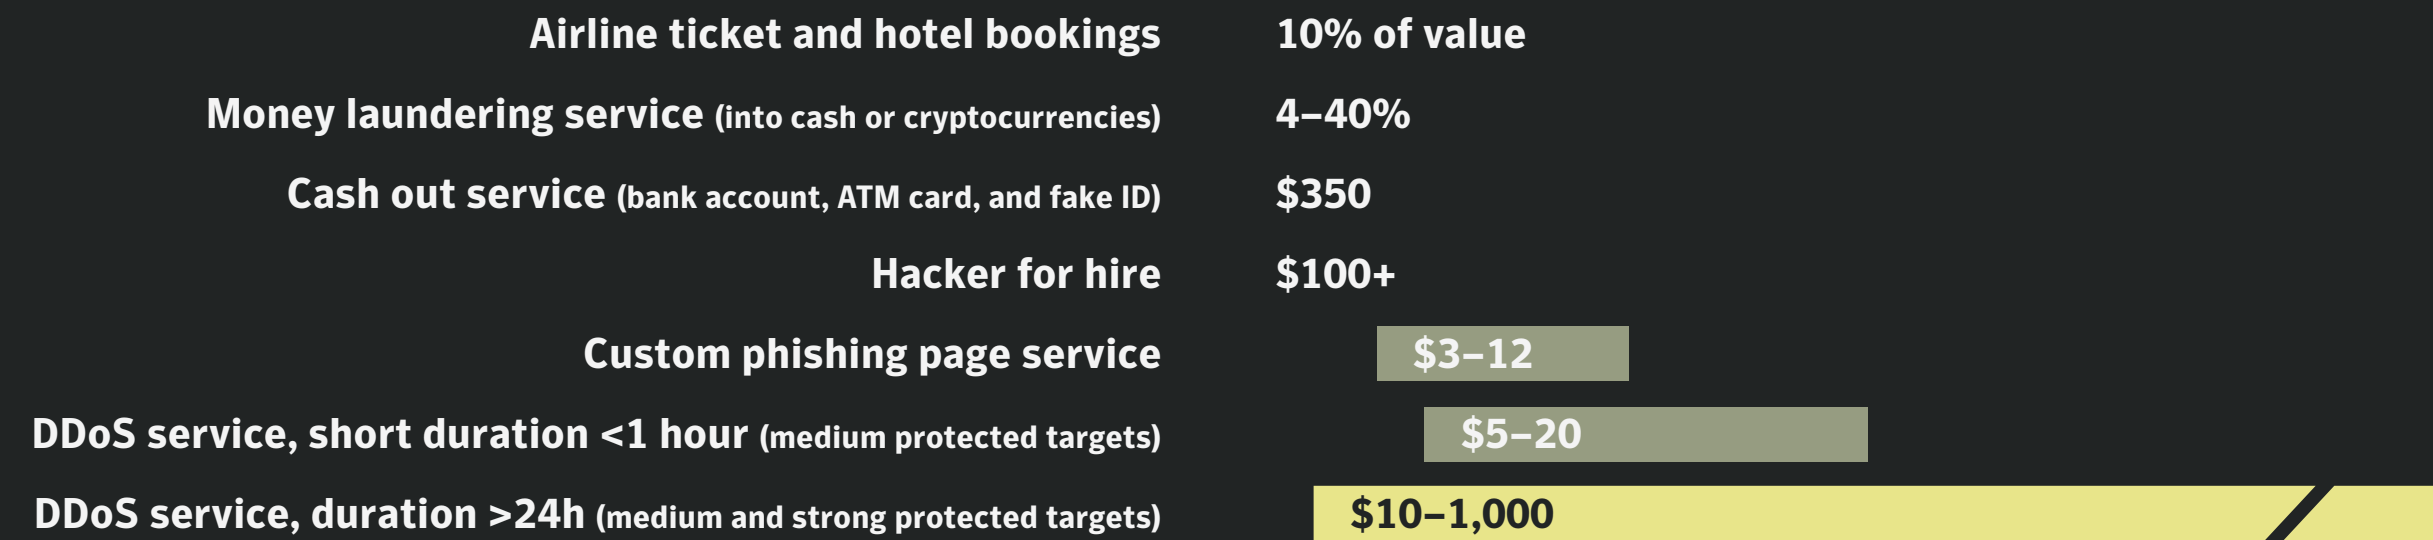 Airline ticket and hotel bookings 10% of value
Money laundering service (into cash or cryptocurrencies) 4–40%
Cash out service (bank account, ATM card, and fake ID) $350
Hacker for hire $100+
Custom phishing page service $3–12
DDoS service, short duration <1 hour (medium protected targets) $5–20
DDoS service, duration >24h (medium and strong protected targets) $10–1,000